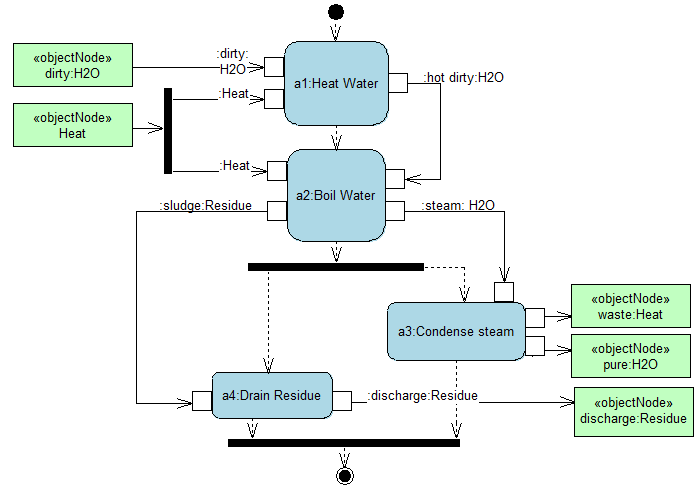 «objectNode»
dirty:H2O
:dirty:
H2O
a1:Heat Water
:hot dirty:H2O
:Heat
«objectNode»
Heat
:Heat
a2:Boil Water
:sludge:Residue
:steam: H2O
«objectNode»
waste:Heat
a3:Condense steam
«objectNode»
pure:H2O
a4:Drain Residue
:discharge:Residue
«objectNode»
discharge:Residue